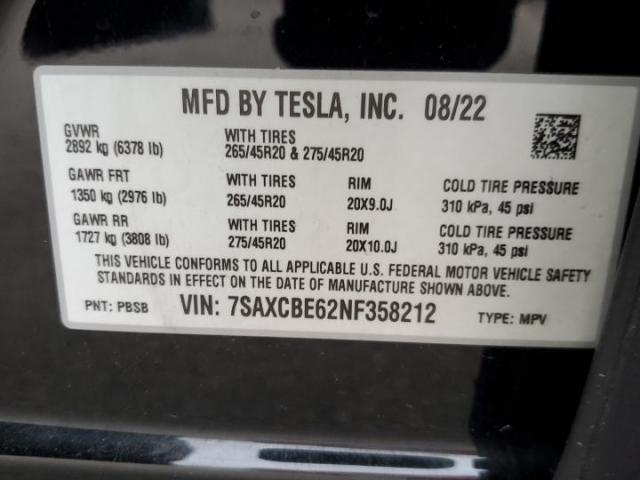 MFD BY TESLA, INC. 08/22
GVWR
2892 kg (6378 lb)
WITH TIRES
265/45R20 & 275/45R20
GAWR FRT
1350 kg (2976 lb)
WITH TIRES
265/45R20
RIM
20X9.0J
COLD TIRE PRESSURE
310 kPa, 45 psi
GAWR RR
1727 kg (3808 lb)
WITH TIRES
275/45R20
RIM
20X10.0J
COLD TIRE PRESSURE
310 kPa, 45 psi
THIS VEHICLE CONFORMS TO ALL APPLICABLE U.S. FEDERAL MOTOR VEHICLE SAFETY
STANDARDS IN EFFECT ON THE DATE OF MANUFACTURE SHOWN ABOVE.
PNT: PBSB VIN: 7SAXCBE62NF358212 TYPE: MPV